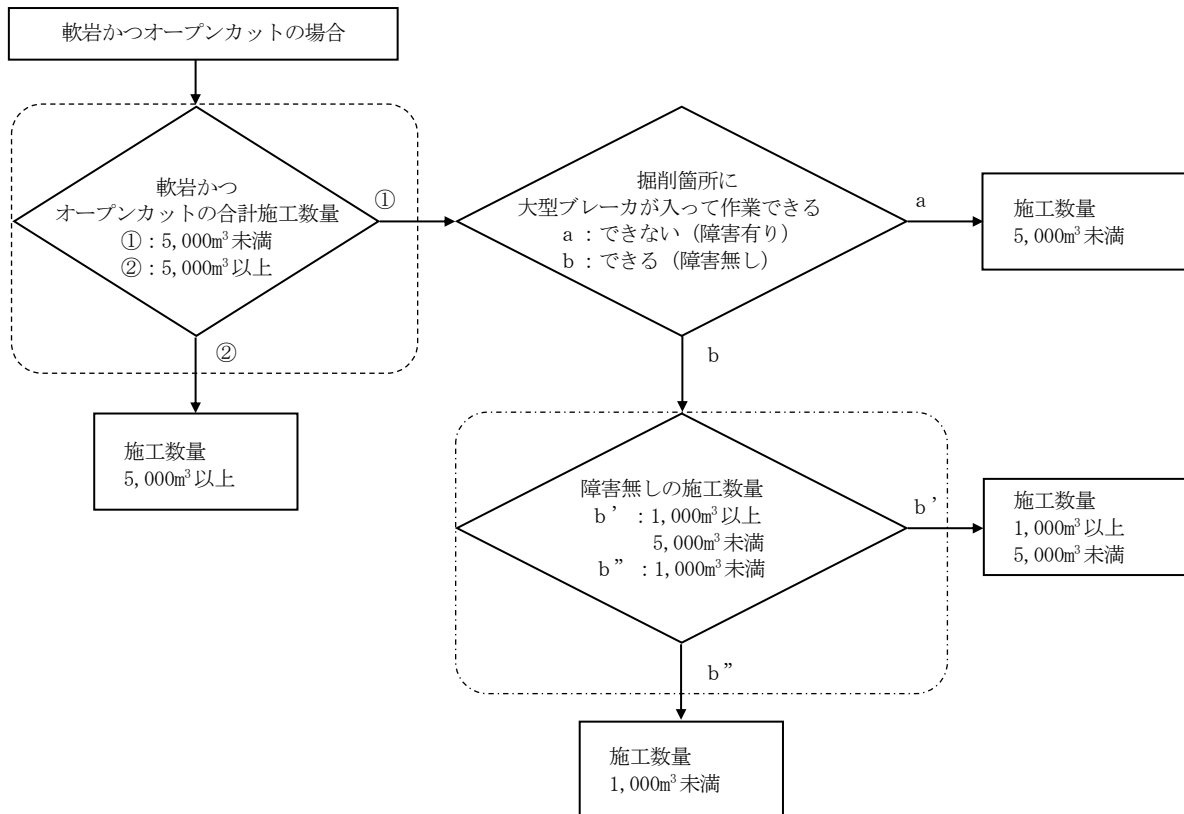 軟岩かつオープンカットの場合
軟岩かつ
オープンカットの合計施工数量
①：5,000m³未満
②：5,000m³以上
①
②
施工数量
5,000m³以上
掘削箇所に
大型ブレーカが入って作業できる
a：できない（障害有り）
b：できる（障害無し）
a
施工数量
5,000m³未満
b
障害無しの施工数量
b’：1,000m³以上
5,000m³未満
b”：1,000m³未満
b’
施工数量
1,000m³以上
5,000m³未満
b”
施工数量
1,000m³未満